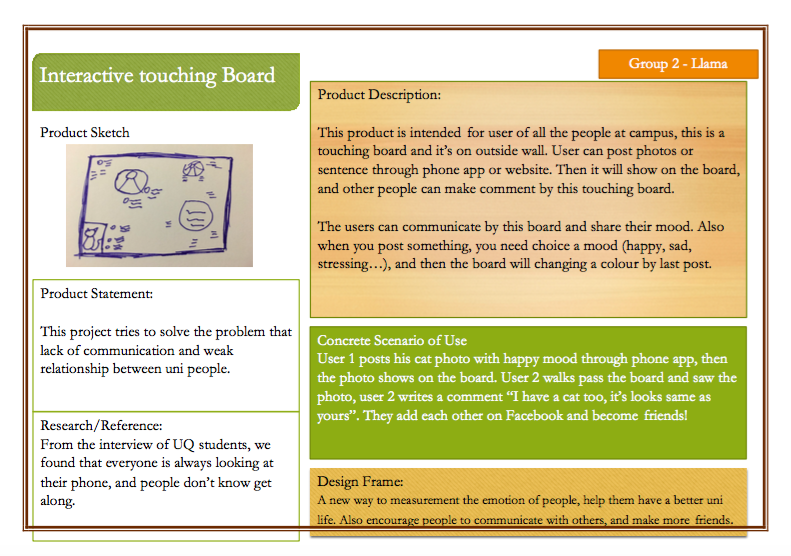 Interactive touching Board
Group 2 - Llama
Product Sketch
Product Statement:
This project tries to solve the problem that
lack of communication and weak
relationship between uni people.
Research/Reference:
From the interview of UQ students, we
found that everyone is always looking at
their phone, and people don't know get
along.
Product Description:
This product is intended for user of all the people at campus, this is a
touching board and it's on outside wall. User can post photos or
sentence through phone app or website. Then it will show on the board,
and other people can make comment by this touching board.
The users can communicate by this board and share their mood. Also
when you post something, you need choice a mood (happy, sad,
stressing…), and then the board will changing a colour by last post.
Concrete Scenario of Use
User 1 posts his cat photo with happy mood through phone app, then
the photo shows on the board. User 2 walks pass the board and saw the
photo, user 2 writes a comment “I have a cat too, it's looks same as
yours”. They add each other on Facebook and become friends!
Design Frame:
A new way to measurement the emotion of people, help them have a better uni
life. Also encourage people to communicate with others, and make more friends.